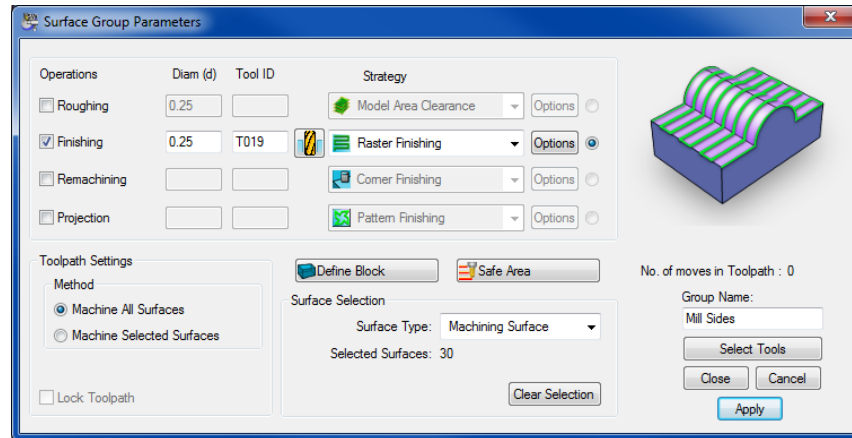 Surface Group Parameters
Operations Diam (d) Tool ID Strategy
Roughing 0.25 Model Area Clearance Options
Finishing 0.25 T019 Raster Finishing Options
Remachining Corner Finishing Options
Projection Pattern Finishing Options
Toolpath Settings
Method
Machine All Surfaces
Machine Selected Surfaces
Lock Toolpath
Define Block Safe Area
Surface Selection
Surface Type: Machining Surface
Selected Surfaces: 30
Clear Selection
No. of moves in Toolpath : 0
Group Name:
Mill Sides
Select Tools
Close Cancel
Apply